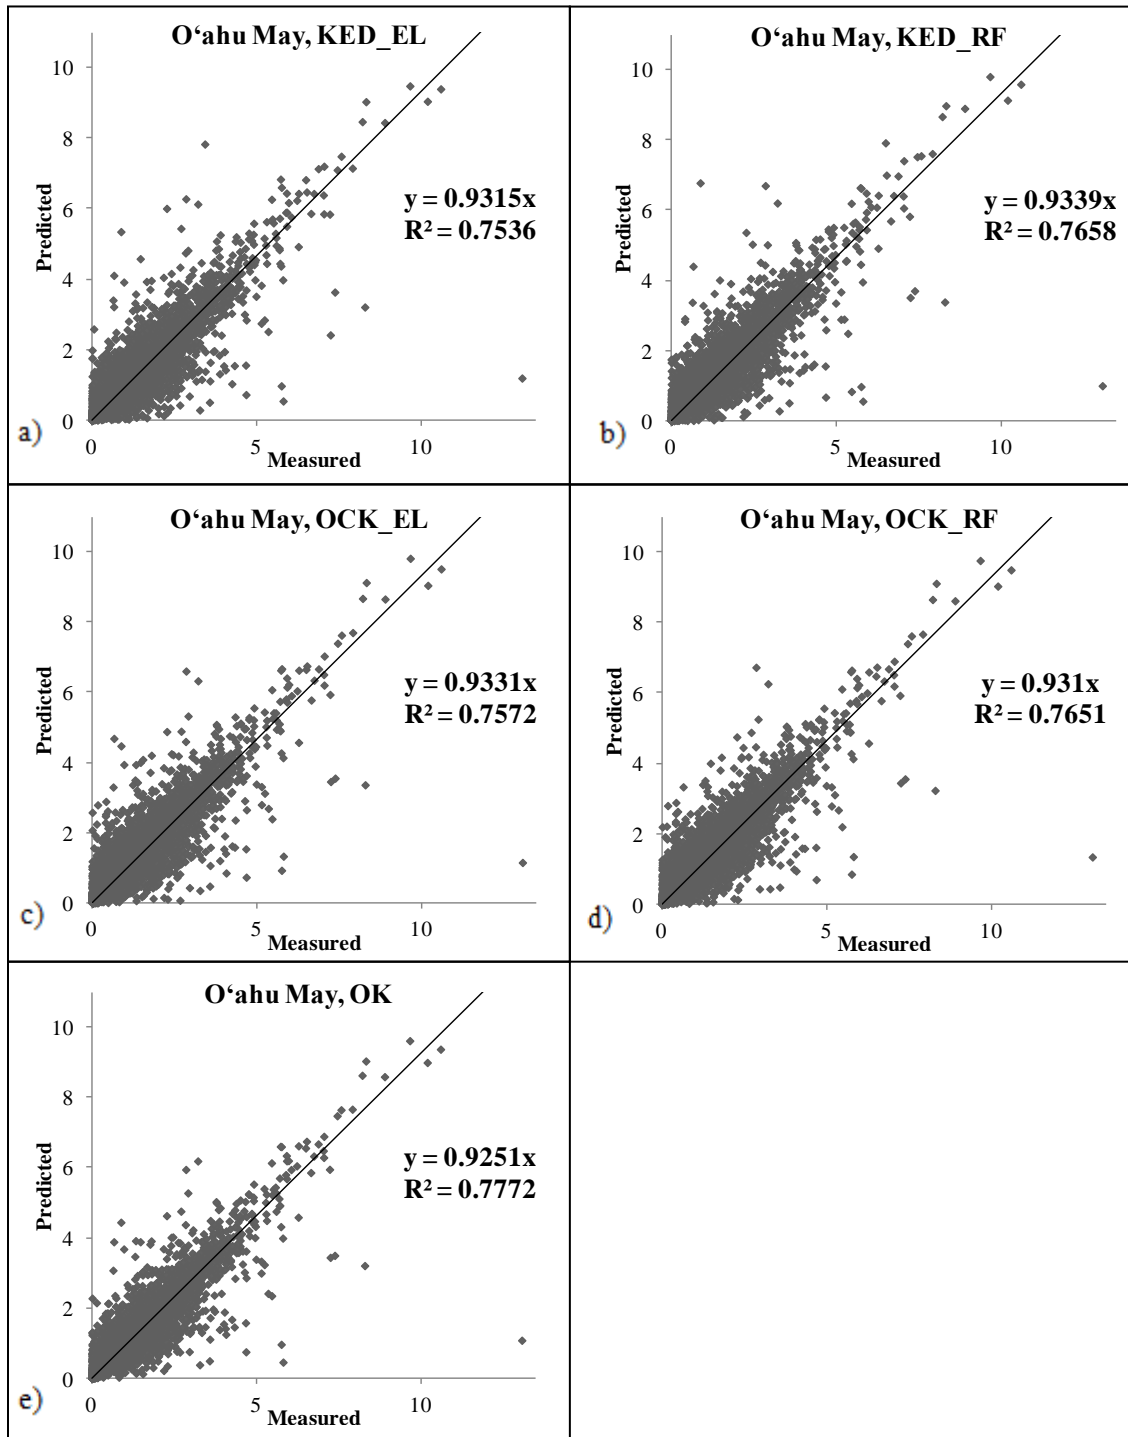 O‘ahu May, KED_EL
10
8
6
4
2
0
Predicted
y = 0.9315x
R² = 0.7536
0
5
10
Measured
a)
O‘ahu May, KED_RF
10
8
6
4
2
0
Predicted
y = 0.9339x
R² = 0.7658
0
5
10
Measured
b)
O‘ahu May, OCK_EL
10
8
6
4
2
0
Predicted
y = 0.9331x
R² = 0.7572
0
5
10
Measured
c)
O‘ahu May, OCK_RF
10
8
6
4
2
0
Predicted
y = 0.931x
R² = 0.7651
0
5
10
Measured
d)
O‘ahu May, OK
10
8
6
4
2
0
Predicted
y = 0.9251x
R² = 0.7772
0
5
10
Measured
e)